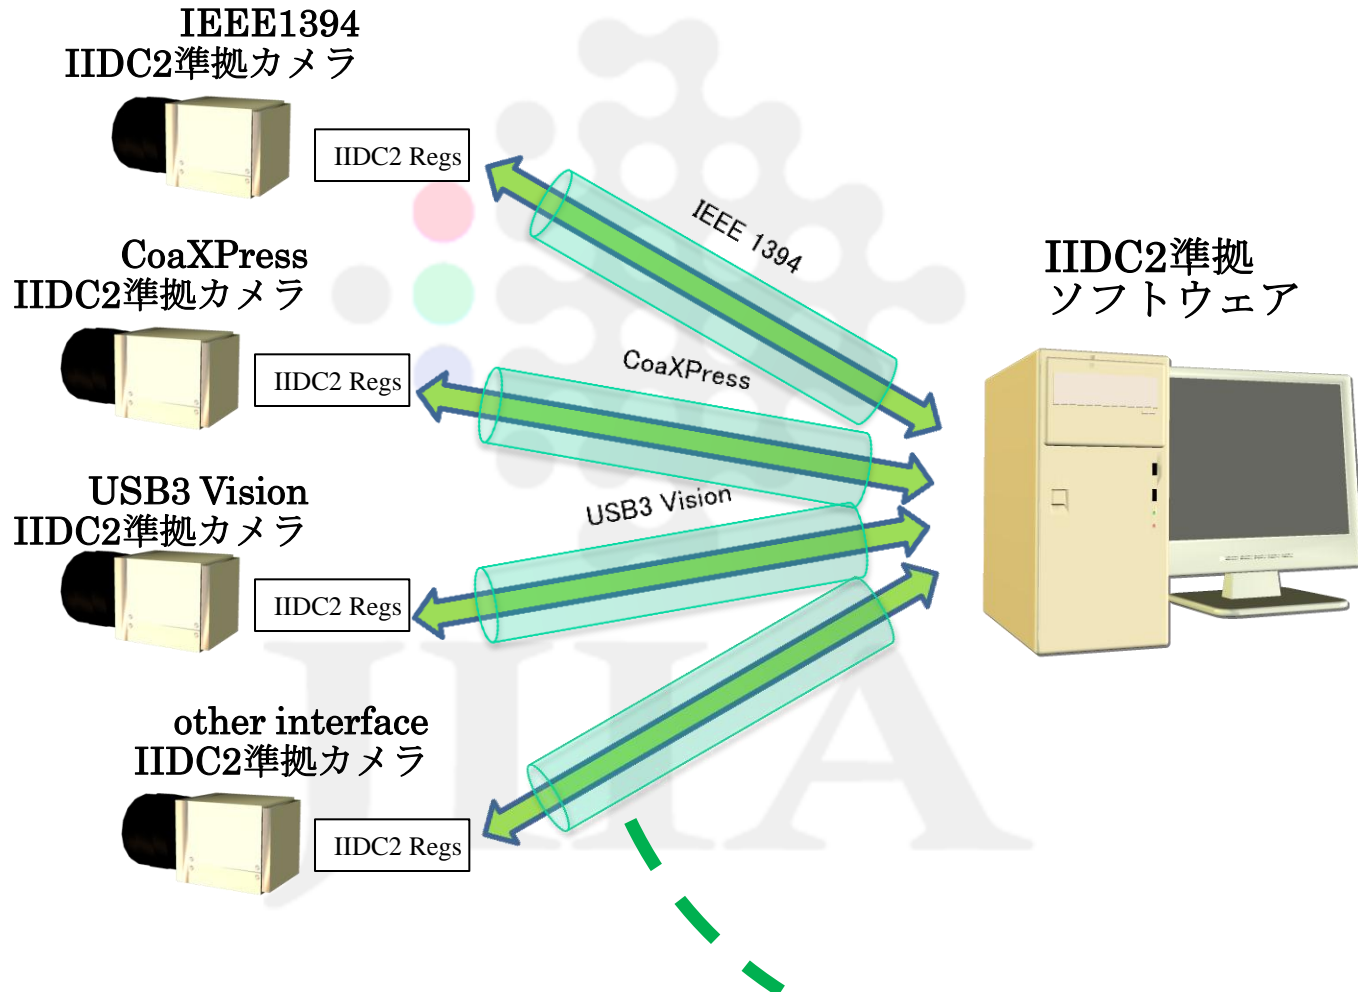 IEEE1394
IIDC2準拠カメラ
IIDC2 Regs
IEEE 1394
CoaXPress
IIDC2準拠カメラ
IIDC2 Regs
CoaXPress
IIDC2準拠
ソフトウェア
USB3 Vision
IIDC2準拠カメラ
IIDC2 Regs
USB3 Vision
other interface
IIDC2準拠カメラ
IIDC2 Regs
JIIA